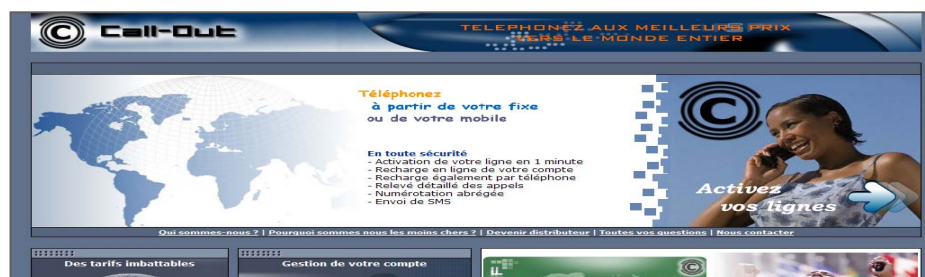 Call-Out
TELEPHONEZ AUX MEILLEURS PRIX
VERS LE MONDE ENTIER
Téléphonez
à partir de votre fixe
ou de votre mobile
En toute sécurité
- Activation de votre ligne en 1 minute
- Recharge en ligne de votre compte
- Recharge également par téléphone
- Relevé détaillé des appels
- Numérotation abrégée
- Envoi de SMS
Activez
vos lignes
Qui sommes-nous ? | Pourquoi sommes nous les moins chers ? | Devenir distributeur | Toutes vos questions | Nous contacter
Des tarifs imbattables
Gestion de votre compte